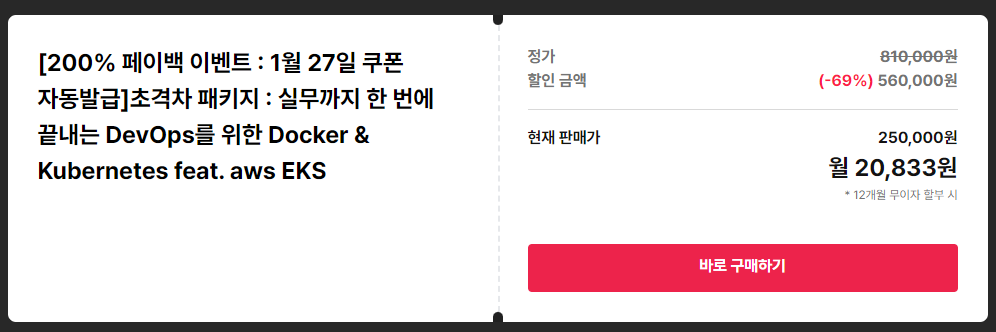 [200% 페이백 이벤트 : 1월 27일 쿠폰
자동발급]초격차 패키지 : 실무까지 한 번에
끝내는 DevOps를 위한 Docker &
Kubernetes feat. aws EKS
정가 810,000원
할인 금액 (-69%) 560,000원
현재 판매가 250,000원
월 20,833원
* 12개월 무이자 할부 시
바로 구매하기